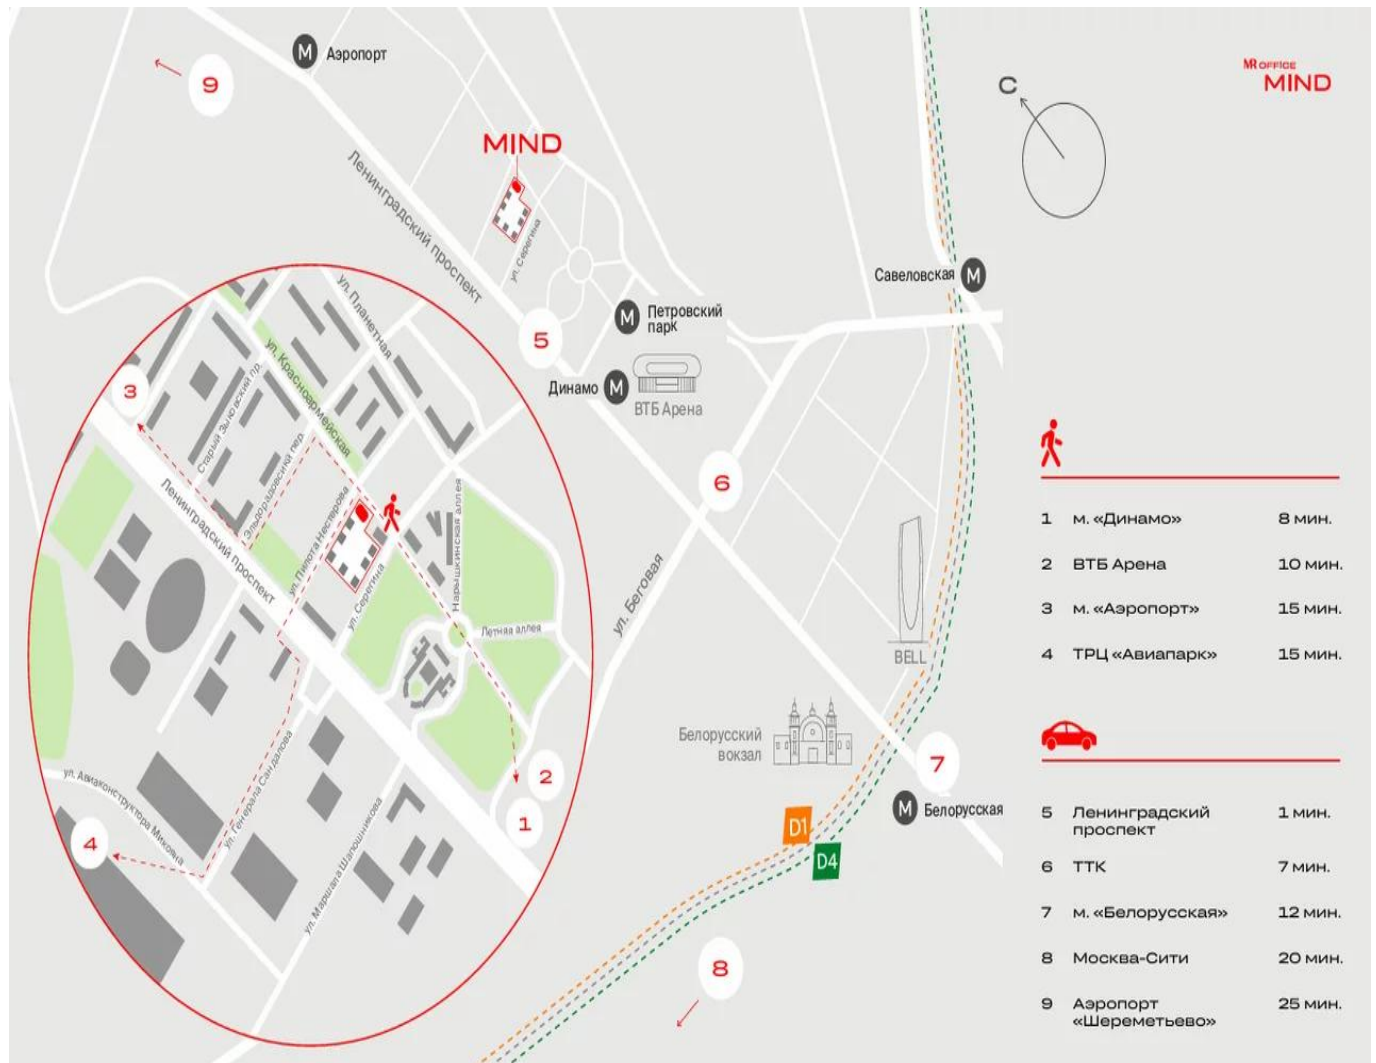 9
М Аэропорт
MR OFFICE
MIND
С
MIND
Ленинградский проспект
ул. Серегина
Савеловская М
5
М Петровский
парк
Динамо М
ВТБ Арена
6
ул. Беговая
BELL
Белорусский
вокзал
7
М Белорусская
D1
D4
8
ул. Планетная
ул. Красноармейская
3
Старый Зыковский пр.
Эльдорадовский пер.
Ленинградский проспект
ул. Пилота Нестерова
ул. Серегина
Нарышкинская аллея
Летняя аллея
2
1
ул. Авиаконструктора Микояна
ул. Генерала Сандалова
ул. Маршала Шапошникова
4
1 м. «Динамо» 8 мин.
2 ВТБ Арена 10 мин.
3 м. «Аэропорт» 15 мин.
4 ТРЦ «Авиапарк» 15 мин.
5 Ленинградский 1 мин.
проспект
6 ТТК 7 мин.
7 м. «Белорусская» 12 мин.
8 Москва-Сити 20 мин.
9 Аэропорт 25 мин.
«Шереметьево»